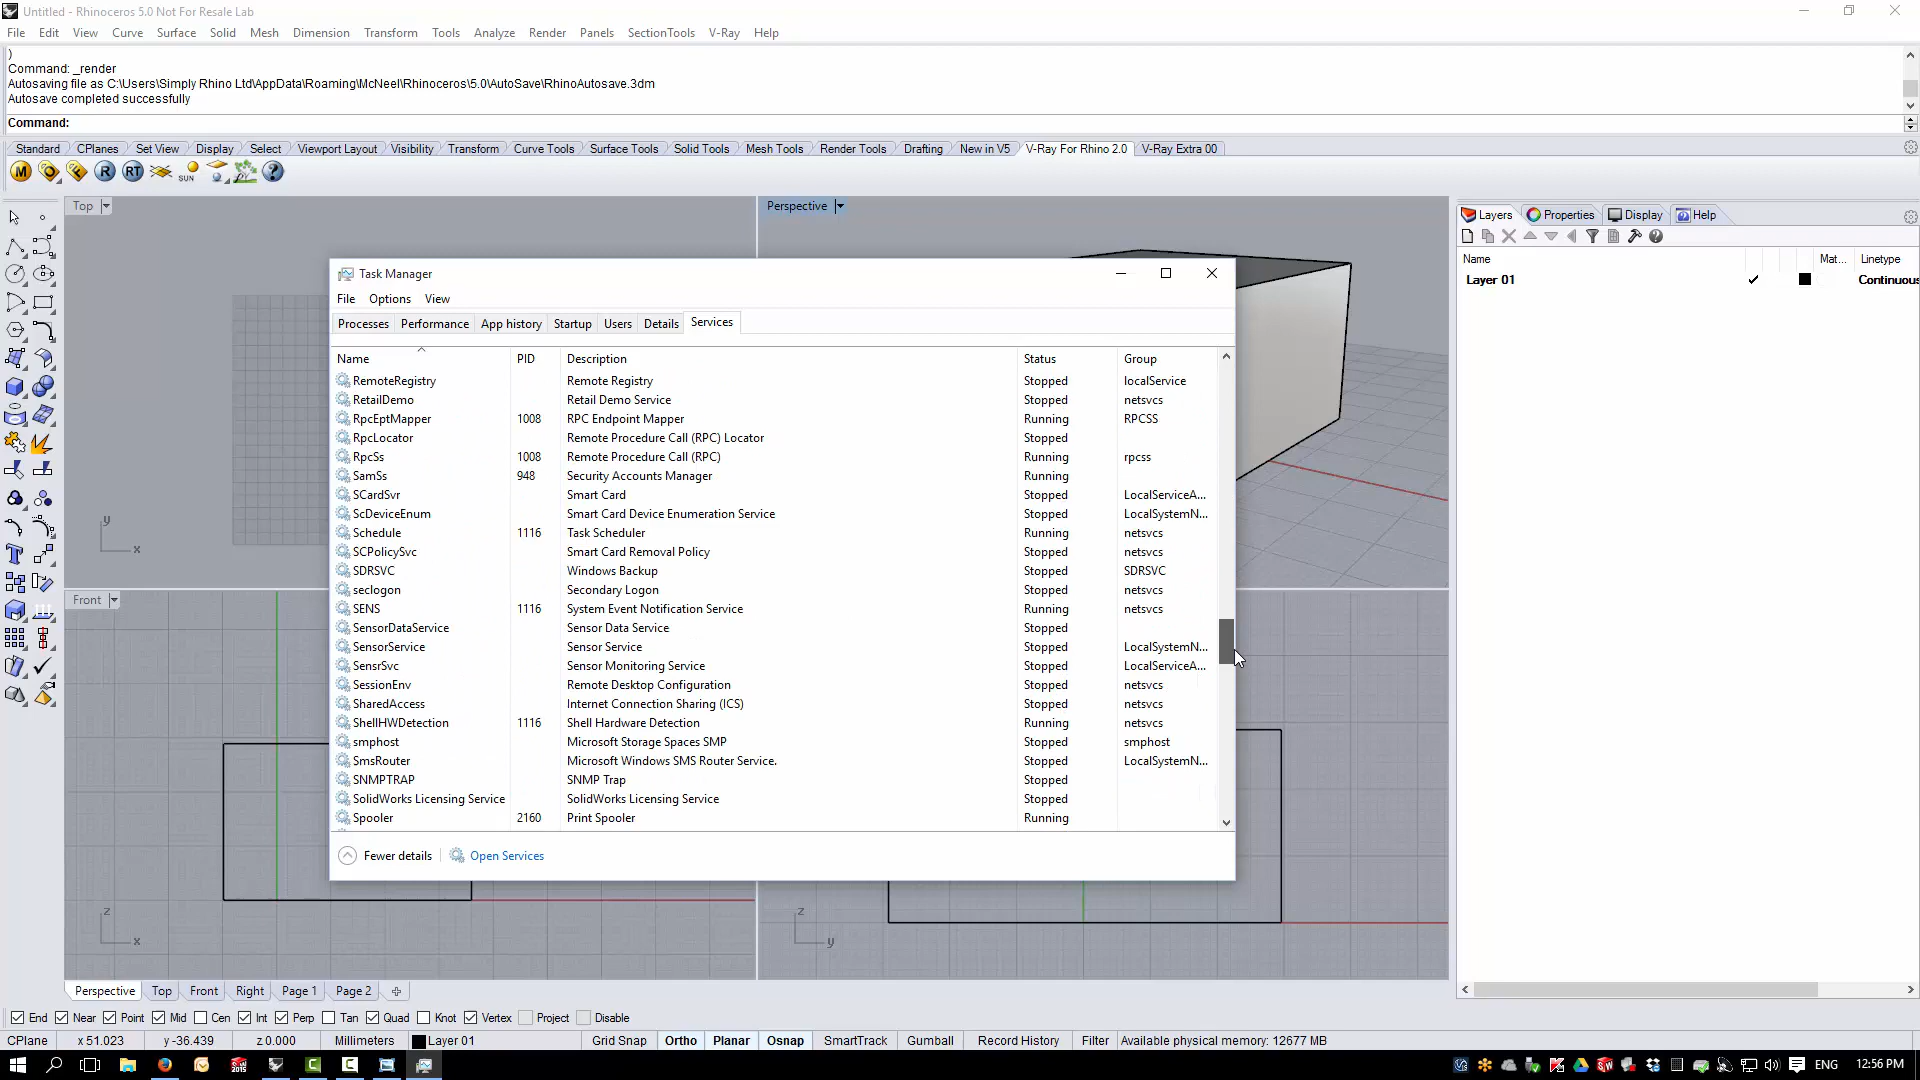 Untitled - Rhinoceros 5.0 Not For Resale Lab
File Edit View Curve Surface Solid Mesh Dimension Transform Tools Analyze Render Panels SectionTools V-Ray Help
)
Command: _render
Autosaving file as C:\Users\Simply Rhino Ltd\AppData\Roaming\McNeel\Rhinoceros\5.0\AutoSave\RhinoAutosave.3dm
Autosave completed successfully
Command:
Standard CPlanes Set View Display Select Viewport Layout Visibility Transform Curve Tools Surface Tools Solid Tools Mesh Tools Render Tools Drafting New in V5 V-Ray For Rhino 2.0 V-Ray Extra 00
M R RT SUN ?
Top
Perspective
Layers Properties Display Help
Name Mat... Linetype
Layer 01 Continuous
Task Manager
File Options View
Processes Performance App history Startup Users Details Services
Name PID Description Status Group
RemoteRegistry Remote Registry Stopped localService
RetailDemo Retail Demo Service Stopped netsvcs
RpcEptMapper 1008 RPC Endpoint Mapper Running RPCSS
RpcLocator Remote Procedure Call (RPC) Locator Stopped
RpcSs 1008 Remote Procedure Call (RPC) Running rpcss
SamSs 948 Security Accounts Manager Running
SCardSvr Smart Card Stopped LocalServiceA...
ScDeviceEnum Smart Card Device Enumeration Service Stopped LocalSystemN...
Schedule 1116 Task Scheduler Running netsvcs
SCPolicySvc Smart Card Removal Policy Stopped netsvcs
SDRSVC Windows Backup Stopped SDRSVC
seclogon Secondary Logon Stopped netsvcs
SENS 1116 System Event Notification Service Running netsvcs
SensorDataService Sensor Data Service Stopped
SensorService Sensor Service Stopped LocalSystemN...
SensrSvc Sensor Monitoring Service Stopped LocalServiceA...
SessionEnv Remote Desktop Configuration Stopped netsvcs
SharedAccess Internet Connection Sharing (ICS) Stopped netsvcs
ShellHWDetection 1116 Shell Hardware Detection Running netsvcs
smphost Microsoft Storage Spaces SMP Stopped smphost
SmsRouter Microsoft Windows SMS Router Service. Stopped LocalSystemN...
SNMPTRAP SNMP Trap Stopped
SolidWorks Licensing Service SolidWorks Licensing Service Stopped
Spooler 2160 Print Spooler Running
Fewer details Open Services
y
x
Front
z
x
z
y
Perspective Top Front Right Page 1 Page 2
End Near Point Mid Cen Int Perp Tan Quad Knot Vertex Project Disable
CPlane x 51.023 y -36.439 z 0.000 Millimeters Layer 01 Grid Snap Ortho Planar Osnap SmartTrack Gumball Record History Filter Available physical memory: 12677 MB
ENG 12:56 PM